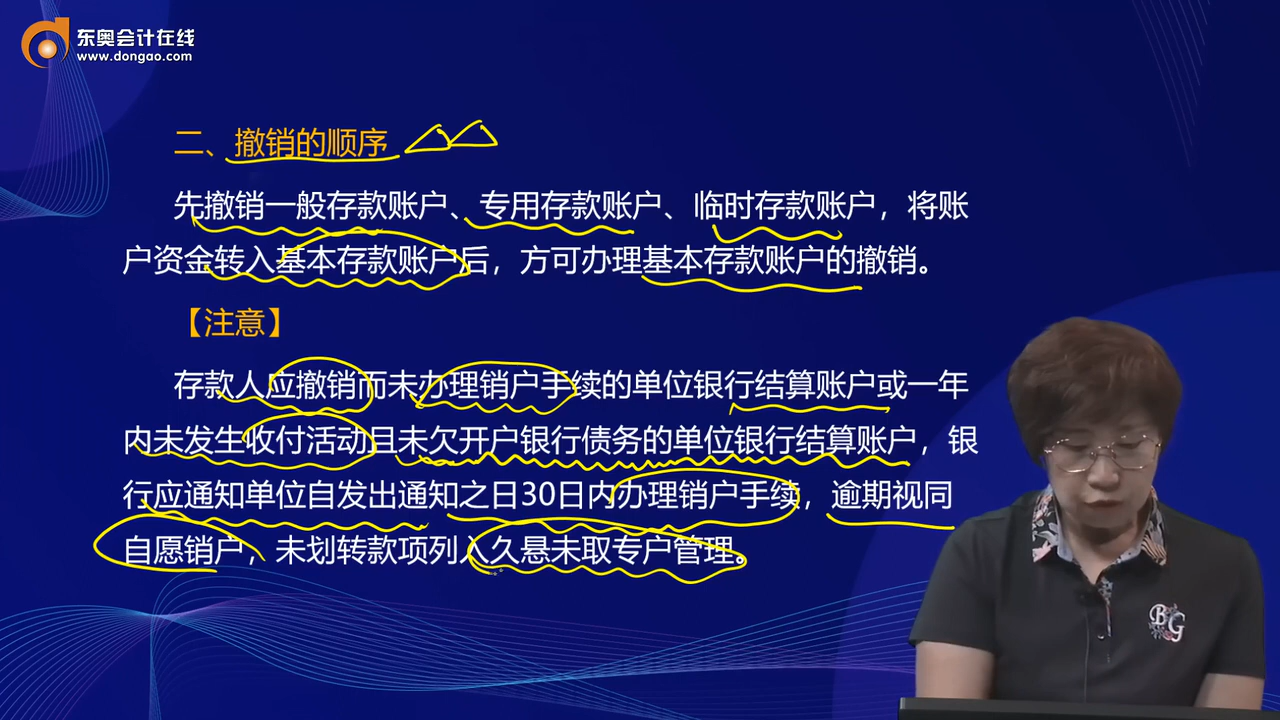 东奥会计在线
www.dongao.com
二、撤销的顺序
先撤销一般存款账户、专用存款账户、临时存款账户，将账
户资金转入基本存款账户后，方可办理基本存款账户的撤销。
【注意】
存款人应撤销而未办理销户手续的单位银行结算账户或一年
内未发生收付活动且未欠开户银行债务的单位银行结算账户，银
行应通知单位自发出通知之日30日内办理销户手续，逾期视同
自愿销户，未划转款项列入久悬未取专户管理。
BG